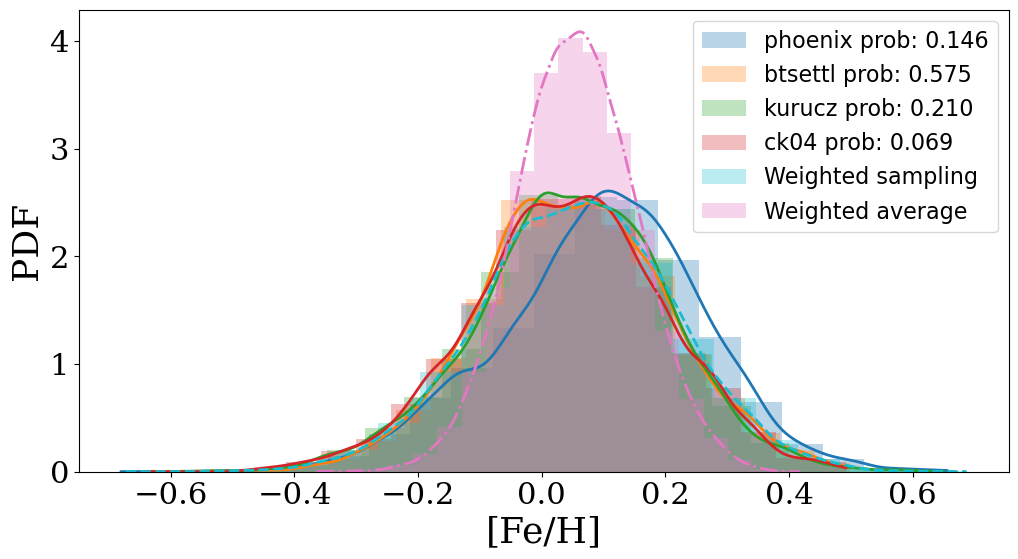 phoenix prob: 0.146
btsettl prob: 0.575
kurucz prob: 0.210
ck04 prob: 0.069
Weighted sampling
Weighted average
4
3
2
1
0
PDF
−0.6 −0.4 −0.2 0.0 0.2 0.4 0.6
[Fe/H]